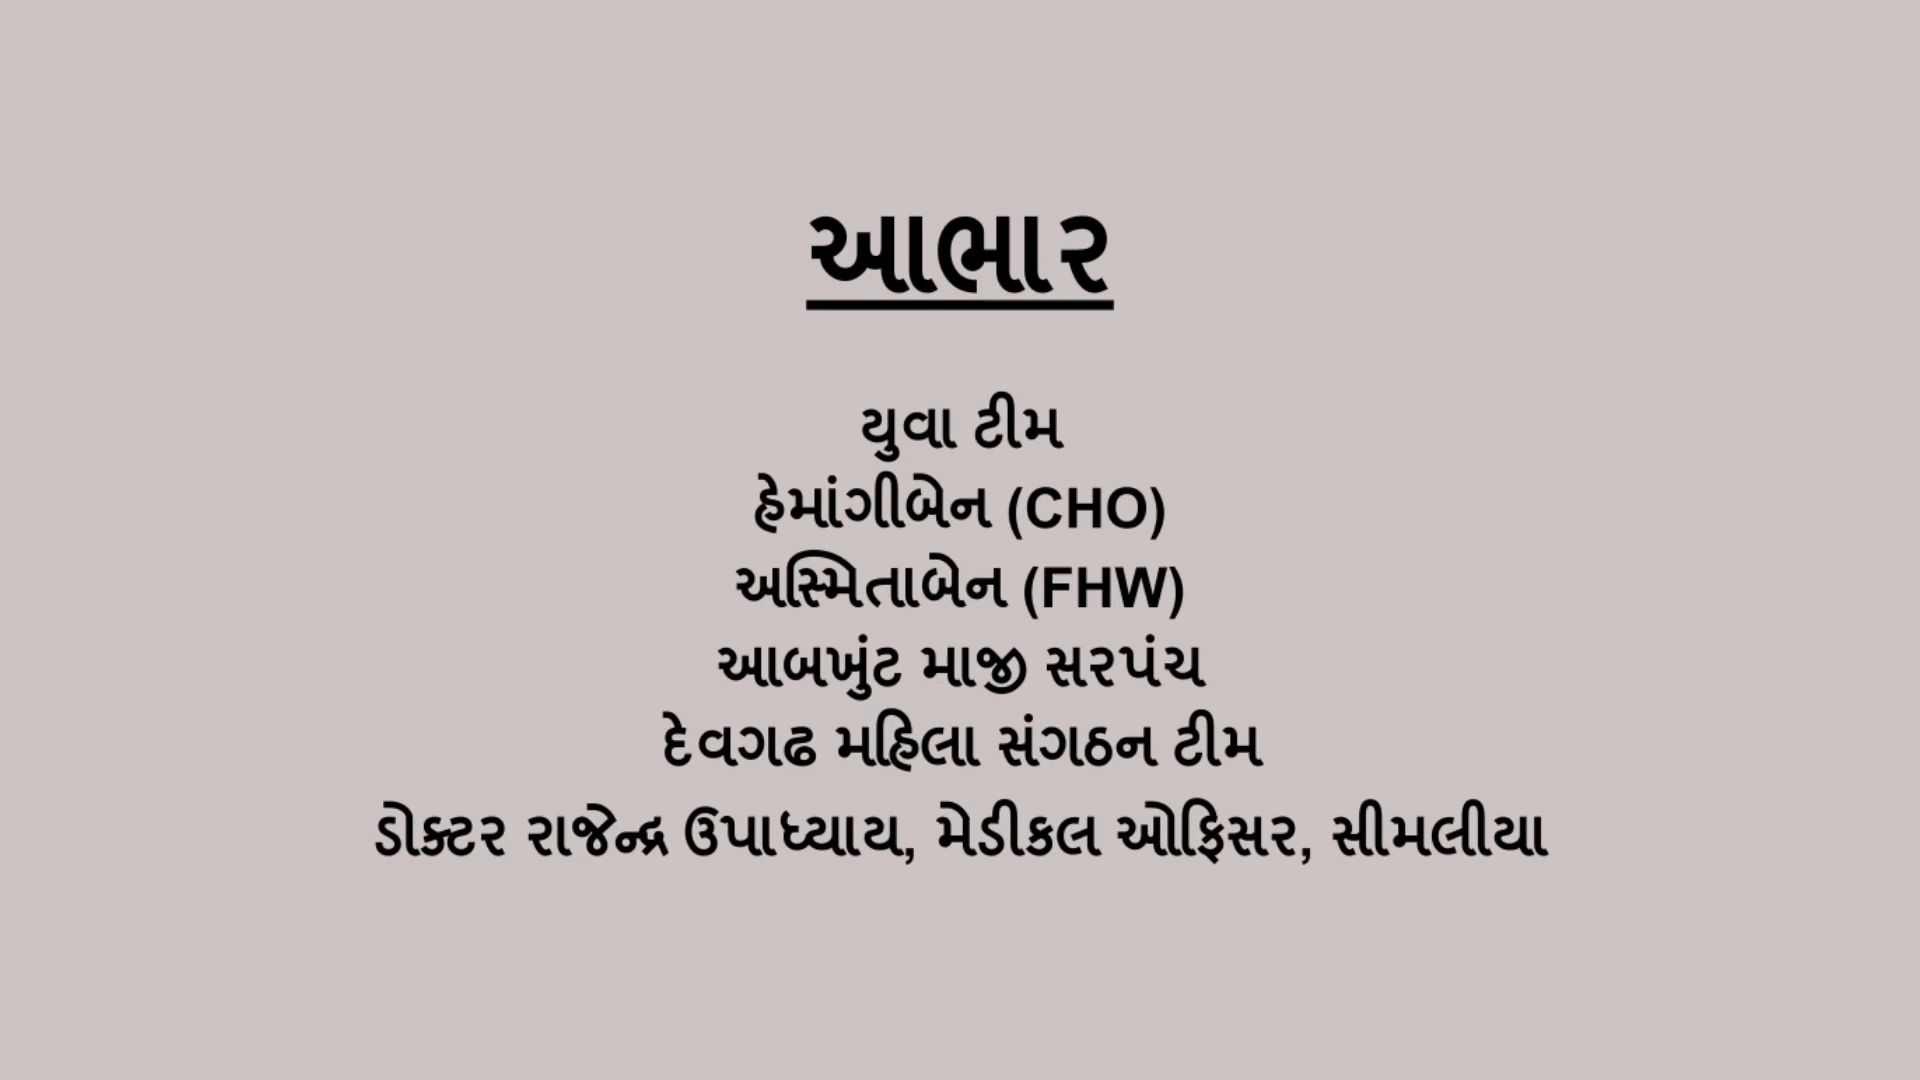 આભાર
યુવા ટીમ
હેમાંગીબેન (CHO)
અસ્મિતાબેન (FHW)
આબખુંટ માજી સરપંચ
દેવગઢ મહિલા સંગઠન ટીમ
ડોક્ટર રાજેન્દ્ર ઉપાધ્યાય, મેડીકલ ઓફિસર, સીમલીયા